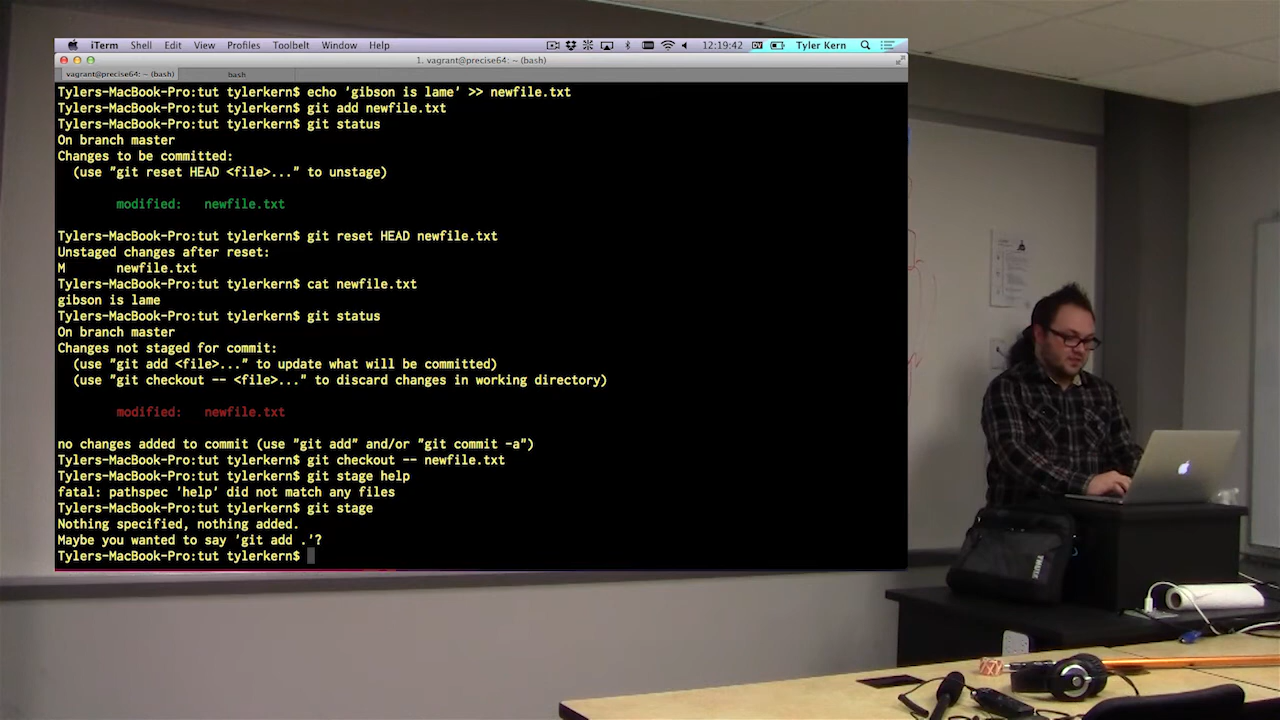 iTerm Shell Edit View Profiles Toolbelt Window Help 12:19:42 Tyler Kern
1. vagrant@precise64: ~ (bash)
vagrant@precise64: ~ (bash) bash
Tylers-MacBook-Pro:tut tylerkern$ echo 'gibson is lame' >> newfile.txt
Tylers-MacBook-Pro:tut tylerkern$ git add newfile.txt
Tylers-MacBook-Pro:tut tylerkern$ git status
On branch master
Changes to be committed:
  (use "git reset HEAD <file>..." to unstage)
        modified:   newfile.txt
Tylers-MacBook-Pro:tut tylerkern$ git reset HEAD newfile.txt
Unstaged changes after reset:
M       newfile.txt
Tylers-MacBook-Pro:tut tylerkern$ cat newfile.txt
gibson is lame
Tylers-MacBook-Pro:tut tylerkern$ git status
On branch master
Changes not staged for commit:
  (use "git add <file>..." to update what will be committed)
  (use "git checkout -- <file>..." to discard changes in working directory)
        modified:   newfile.txt
no changes added to commit (use "git add" and/or "git commit -a")
Tylers-MacBook-Pro:tut tylerkern$ git checkout -- newfile.txt
Tylers-MacBook-Pro:tut tylerkern$ git stage help
fatal: pathspec 'help' did not match any files
Tylers-MacBook-Pro:tut tylerkern$ git stage
Nothing specified, nothing added.
Maybe you wanted to say 'git add .'?
Tylers-MacBook-Pro:tut tylerkern$
THULE